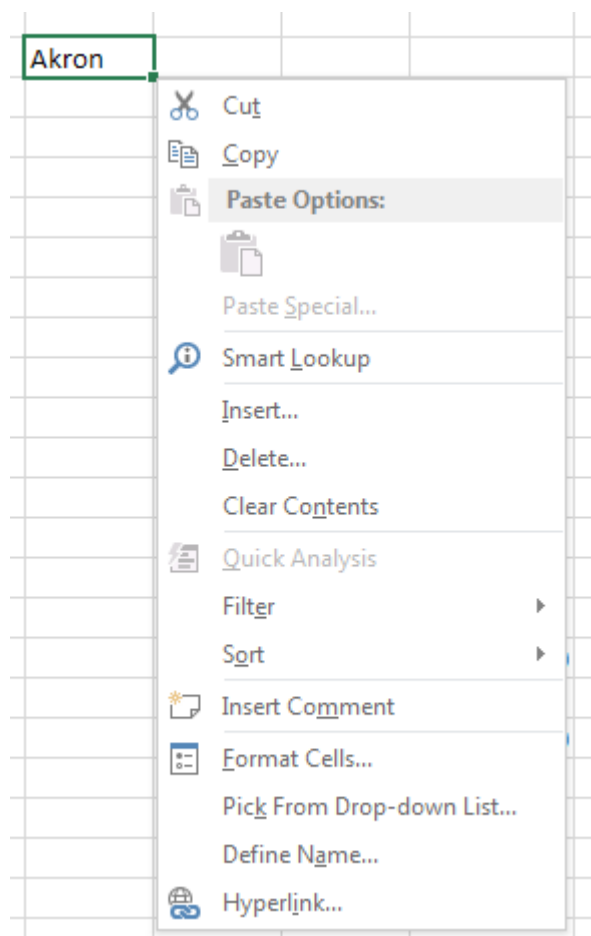 Akron
Cut
Copy
Paste Options:
Paste Special...
Smart Lookup
Insert...
Delete...
Clear Contents
Quick Analysis
Filter
Sort
Insert Comment
Format Cells...
Pick From Drop-down List...
Define Name...
Hyperlink...